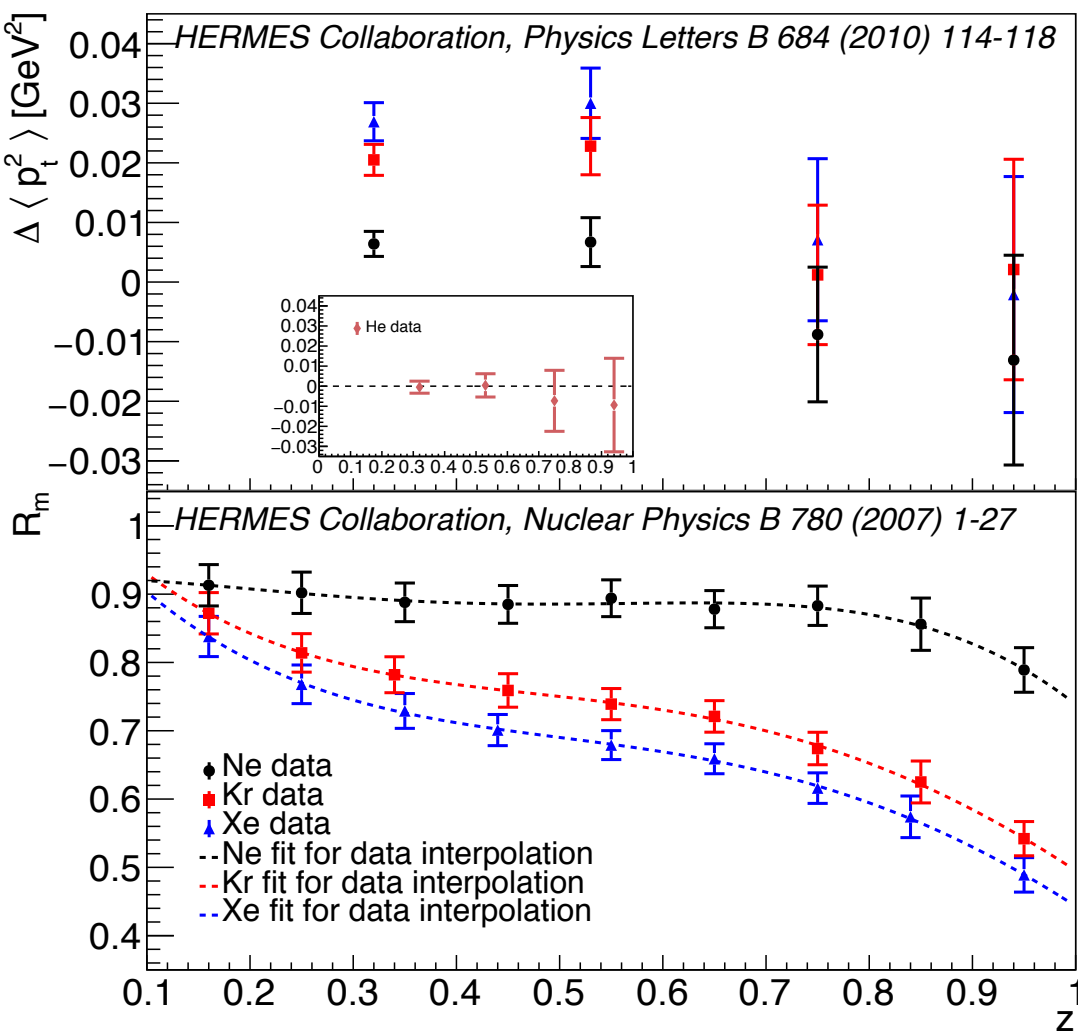 Δ ⟨ p_t^2 ⟩ [GeV^2]
HERMES Collaboration, Physics Letters B 684 (2010) 114-118
0.04
0.03
0.02
0.01
0
−0.01
−0.02
−0.03
He data
0.04
0.03
0.02
0.01
0
−0.01
−0.02
−0.03
0 0.1 0.2 0.3 0.4 0.5 0.6 0.7 0.8 0.9 1
R_m
HERMES Collaboration, Nuclear Physics B 780 (2007) 1-27
1
0.9
0.8
0.7
0.6
0.5
0.4
Ne data
Kr data
Xe data
Ne fit for data interpolation
Kr fit for data interpolation
Xe fit for data interpolation
0.1 0.2 0.3 0.4 0.5 0.6 0.7 0.8 0.9 1
z